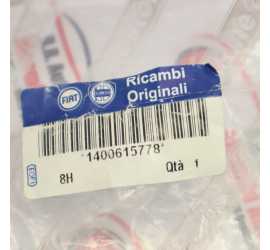 Ricambi
Originali
FIAT
*1400615778*
8H Qtà 1